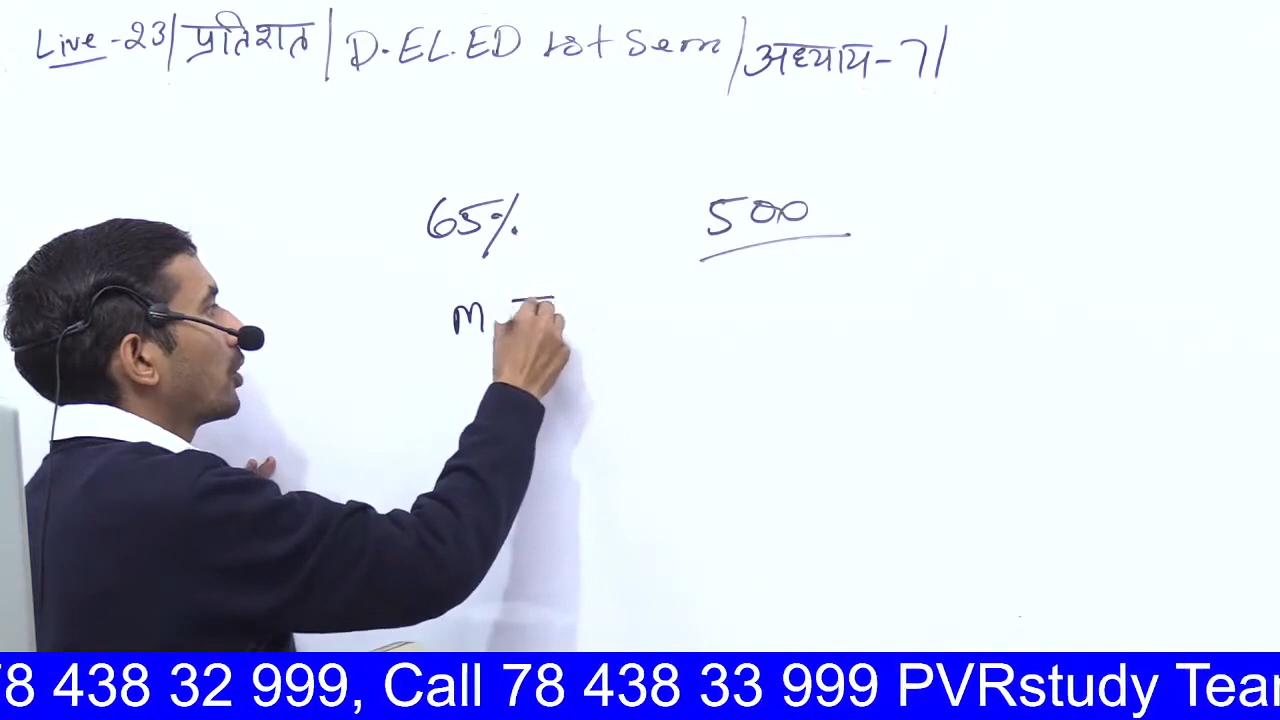 Live -23/ प्रतिशत / D.EL.ED 1st Sem / अध्याय- 7/
65% 500
M
78 438 32 999, Call 78 438 33 999 PVRstudy Tear